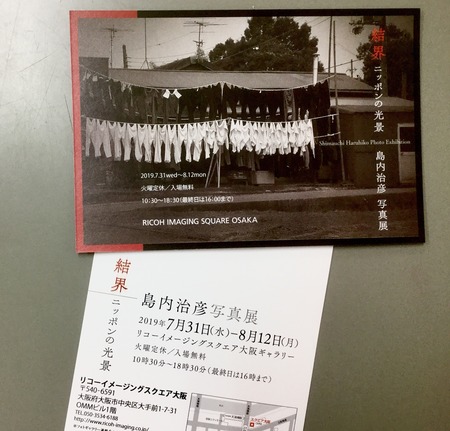 結界
ニッポンの光景
Shimauchi Haruhiko Photo Exhibition
島内治彦 写真展
2019.7.31wed〜8.12mon
火曜定休／入場無料
10:30〜18:30(最終日は16:00まで)
RICOH IMAGING SQUARE OSAKA
結界
ニッポンの光景
島内治彦写真展
2019年7月31日(水)–8月12日(月)
リコーイメージングスクエア大阪ギャラリー
火曜定休／入場無料
10時30分〜18時30分(最終日は16時まで)
リコーイメージングスクエア大阪
〒540-6591
大阪府大阪市中央区大手前1-7-31
OMMビル1階
TEL 050-3534-6188
http://www.ricoh-imaging.co.jp/